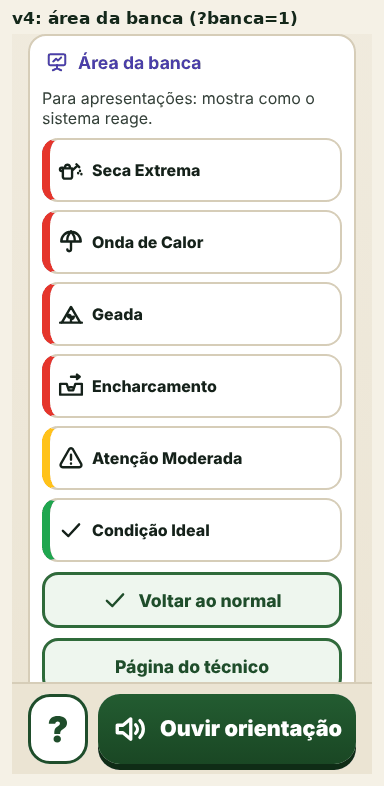 v4: área da banca (?banca=1)
Área da banca
Para apresentações: mostra como o
sistema reage.
Seca Extrema
Onda de Calor
Geada
Encharcamento
Atenção Moderada
Condição Ideal
Voltar ao normal
Página do técnico
?
Ouvir orientação